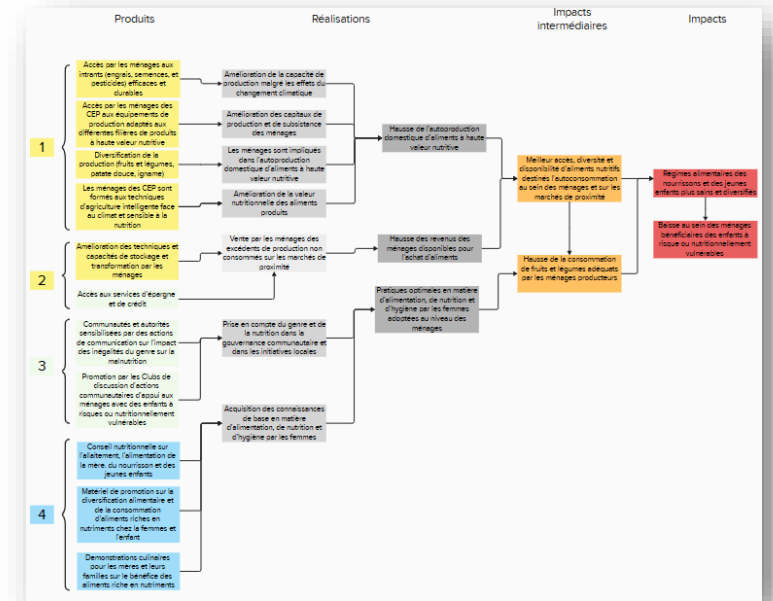 Produits
Réalisations
Impacts
intermédiaires
Impacts
1
Accès par les ménages aux
intrants (engrais, semences, et
pesticides) efficaces et
durables
Accès par les ménages des
CEP aux équipements de
production adaptés aux
différentes filières de produits
à haute valeur nutritive
Diversification de la
production (fruits et légumes,
patate douce, igname)
Les ménages des CEP sont
formés aux techniques
d'agriculture intelligente face
au climat et sensible à la
nutrition
2
Amélioration des techniques et
capacités de stockage et
transformation par les
ménages
Accès aux services d'épargne
et de crédit
3
Communautés et autorités
sensibilisées par des actions
de communication sur l'impact
des inégalités du genre sur la
malnutrition
Promotion par les Clubs de
discussion d'actions
communautaires d'appui aux
ménages avec des enfants à
risques ou nutritionnellement
vulnérables
4
Conseil nutritionnelle sur
l'allaitement, l'alimentation de
la mère, du nourrisson et des
jeunes enfants
Matériel de promotion sur la
diversification alimentaire et
de la consommation
d'aliments riches en
nutriments chez la femmes et
l'enfant
Demonstrations culinaires
pour les mères et leurs
familles sur le bénéfice des
aliments riche en nutriments
Amélioration de la capacité de
production malgré les effets du
changement climatique
Amélioration des capitaux de
production et de subsistance
des ménages
Les ménages sont impliqués
dans l'autoproduction
domestique d'aliments à haute
valeur nutritive
Amélioration de la valeur
nutritionnelle des aliments
produits
Vente par les ménages des
excédents de production non
consommés sur les marchés de
proximité
Prise en compte du genre et de
la nutrition dans la
gouvernance communautaire et
dans les initiatives locales
Acquisition des connaissances
de base en matière
d'alimentation, de nutrition et
d'hygiène par les femmes
Hausse de l'autoproduction
domestique d'aliments à haute
valeur nutritive
Hausse des revenus des
ménages disponibles pour
l'achat d'aliments
Pratiques optimales en matière
d'alimentation, de nutrition et
d'hygiène par les femmes
adoptées au niveau des
ménages
Meilleur accès, diversité et
disponibilité d'aliments nutritifs
destinés l'autoconsommation
au sein des ménages et sur les
marchés de proximité
Hausse de la consommation
de fruits et légumes adéquats
par les ménages producteurs
Régimes alimentaires des
nourrissons et des jeunes
enfants plus sains et diversifiés
Baisse au sein des ménages
bénéficiaires des enfants à
risque ou nutritionnellement
vulnérables